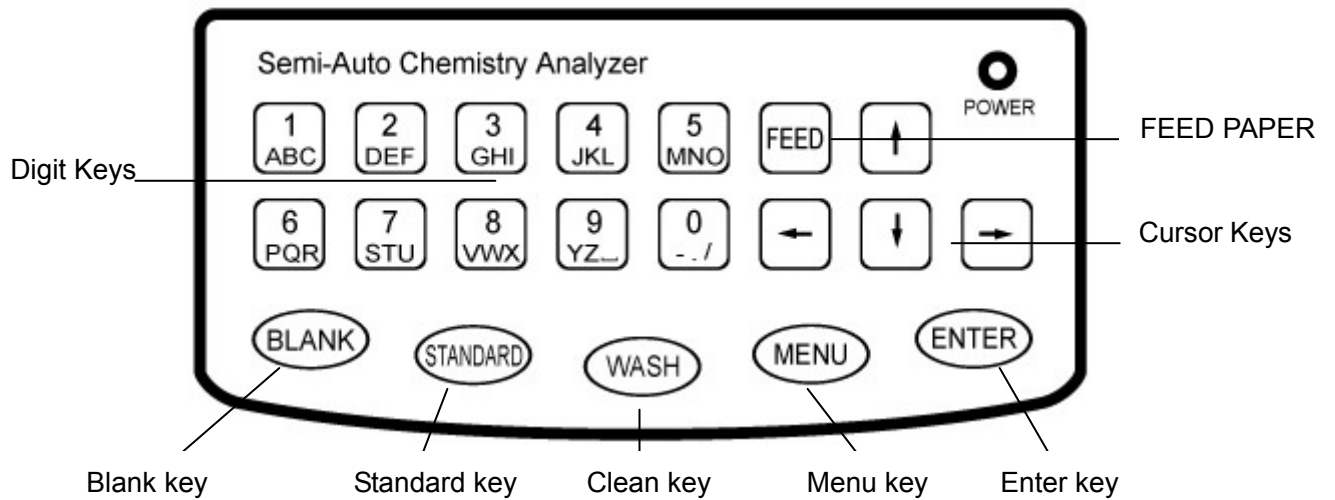 Semi-Auto Chemistry Analyzer
POWER
1 2 3 4 5 FEED ↑
ABC DEF GHI JKL MNO
FEED PAPER
Digit Keys
6 7 8 9 0 ← ↓ →
PQR STU VWX YZ⎵ - . /
Cursor Keys
BLANK STANDARD WASH MENU ENTER
Blank key Standard key Clean key Menu key Enter key